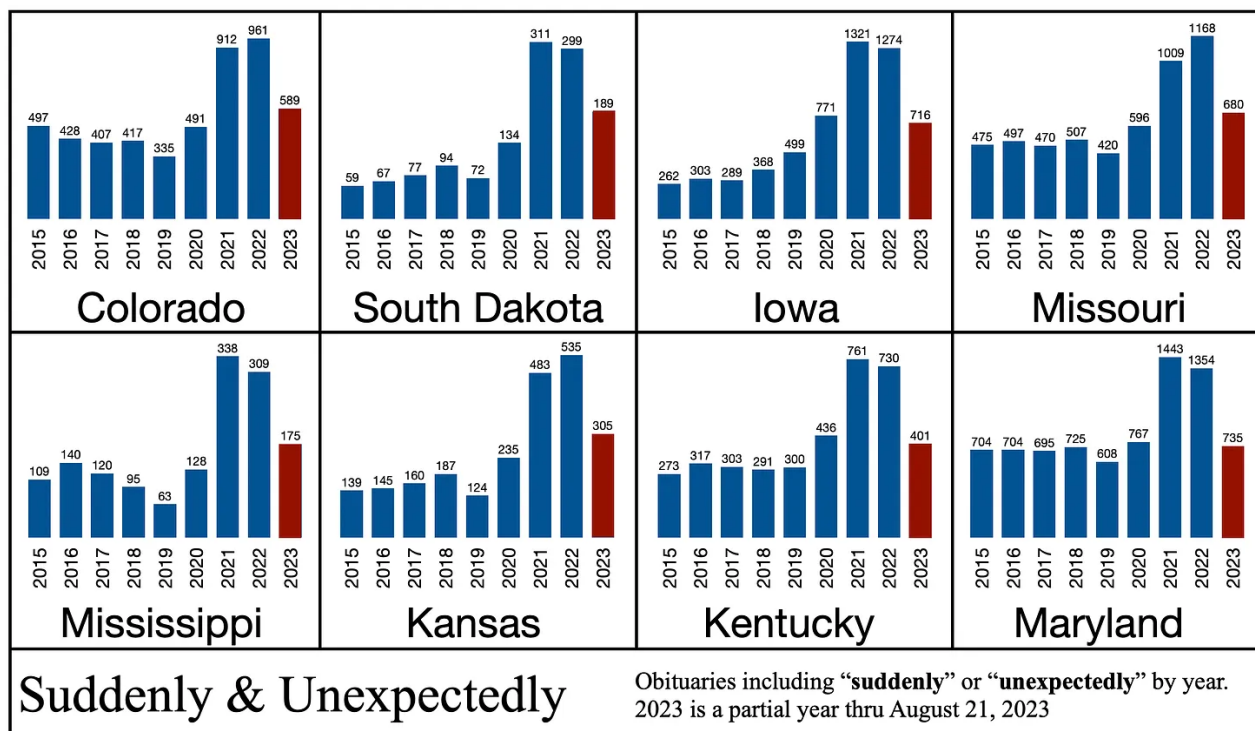 497 428 407 417 335 491 912 961 589
2015 2016 2017 2018 2019 2020 2021 2022 2023
Colorado
59 67 77 94 72 134 311 299 189
2015 2016 2017 2018 2019 2020 2021 2022 2023
South Dakota
262 303 289 368 499 771 1321 1274 716
2015 2016 2017 2018 2019 2020 2021 2022 2023
Iowa
475 497 470 507 420 596 1009 1168 680
2015 2016 2017 2018 2019 2020 2021 2022 2023
Missouri
109 140 120 95 63 128 338 309 175
2015 2016 2017 2018 2019 2020 2021 2022 2023
Mississippi
139 145 160 187 124 235 483 535 305
2015 2016 2017 2018 2019 2020 2021 2022 2023
Kansas
273 317 303 291 300 436 761 730 401
2015 2016 2017 2018 2019 2020 2021 2022 2023
Kentucky
704 704 695 725 608 767 1443 1354 735
2015 2016 2017 2018 2019 2020 2021 2022 2023
Maryland
Suddenly & Unexpectedly
Obituaries including “suddenly” or “unexpectedly” by year.
2023 is a partial year thru August 21, 2023